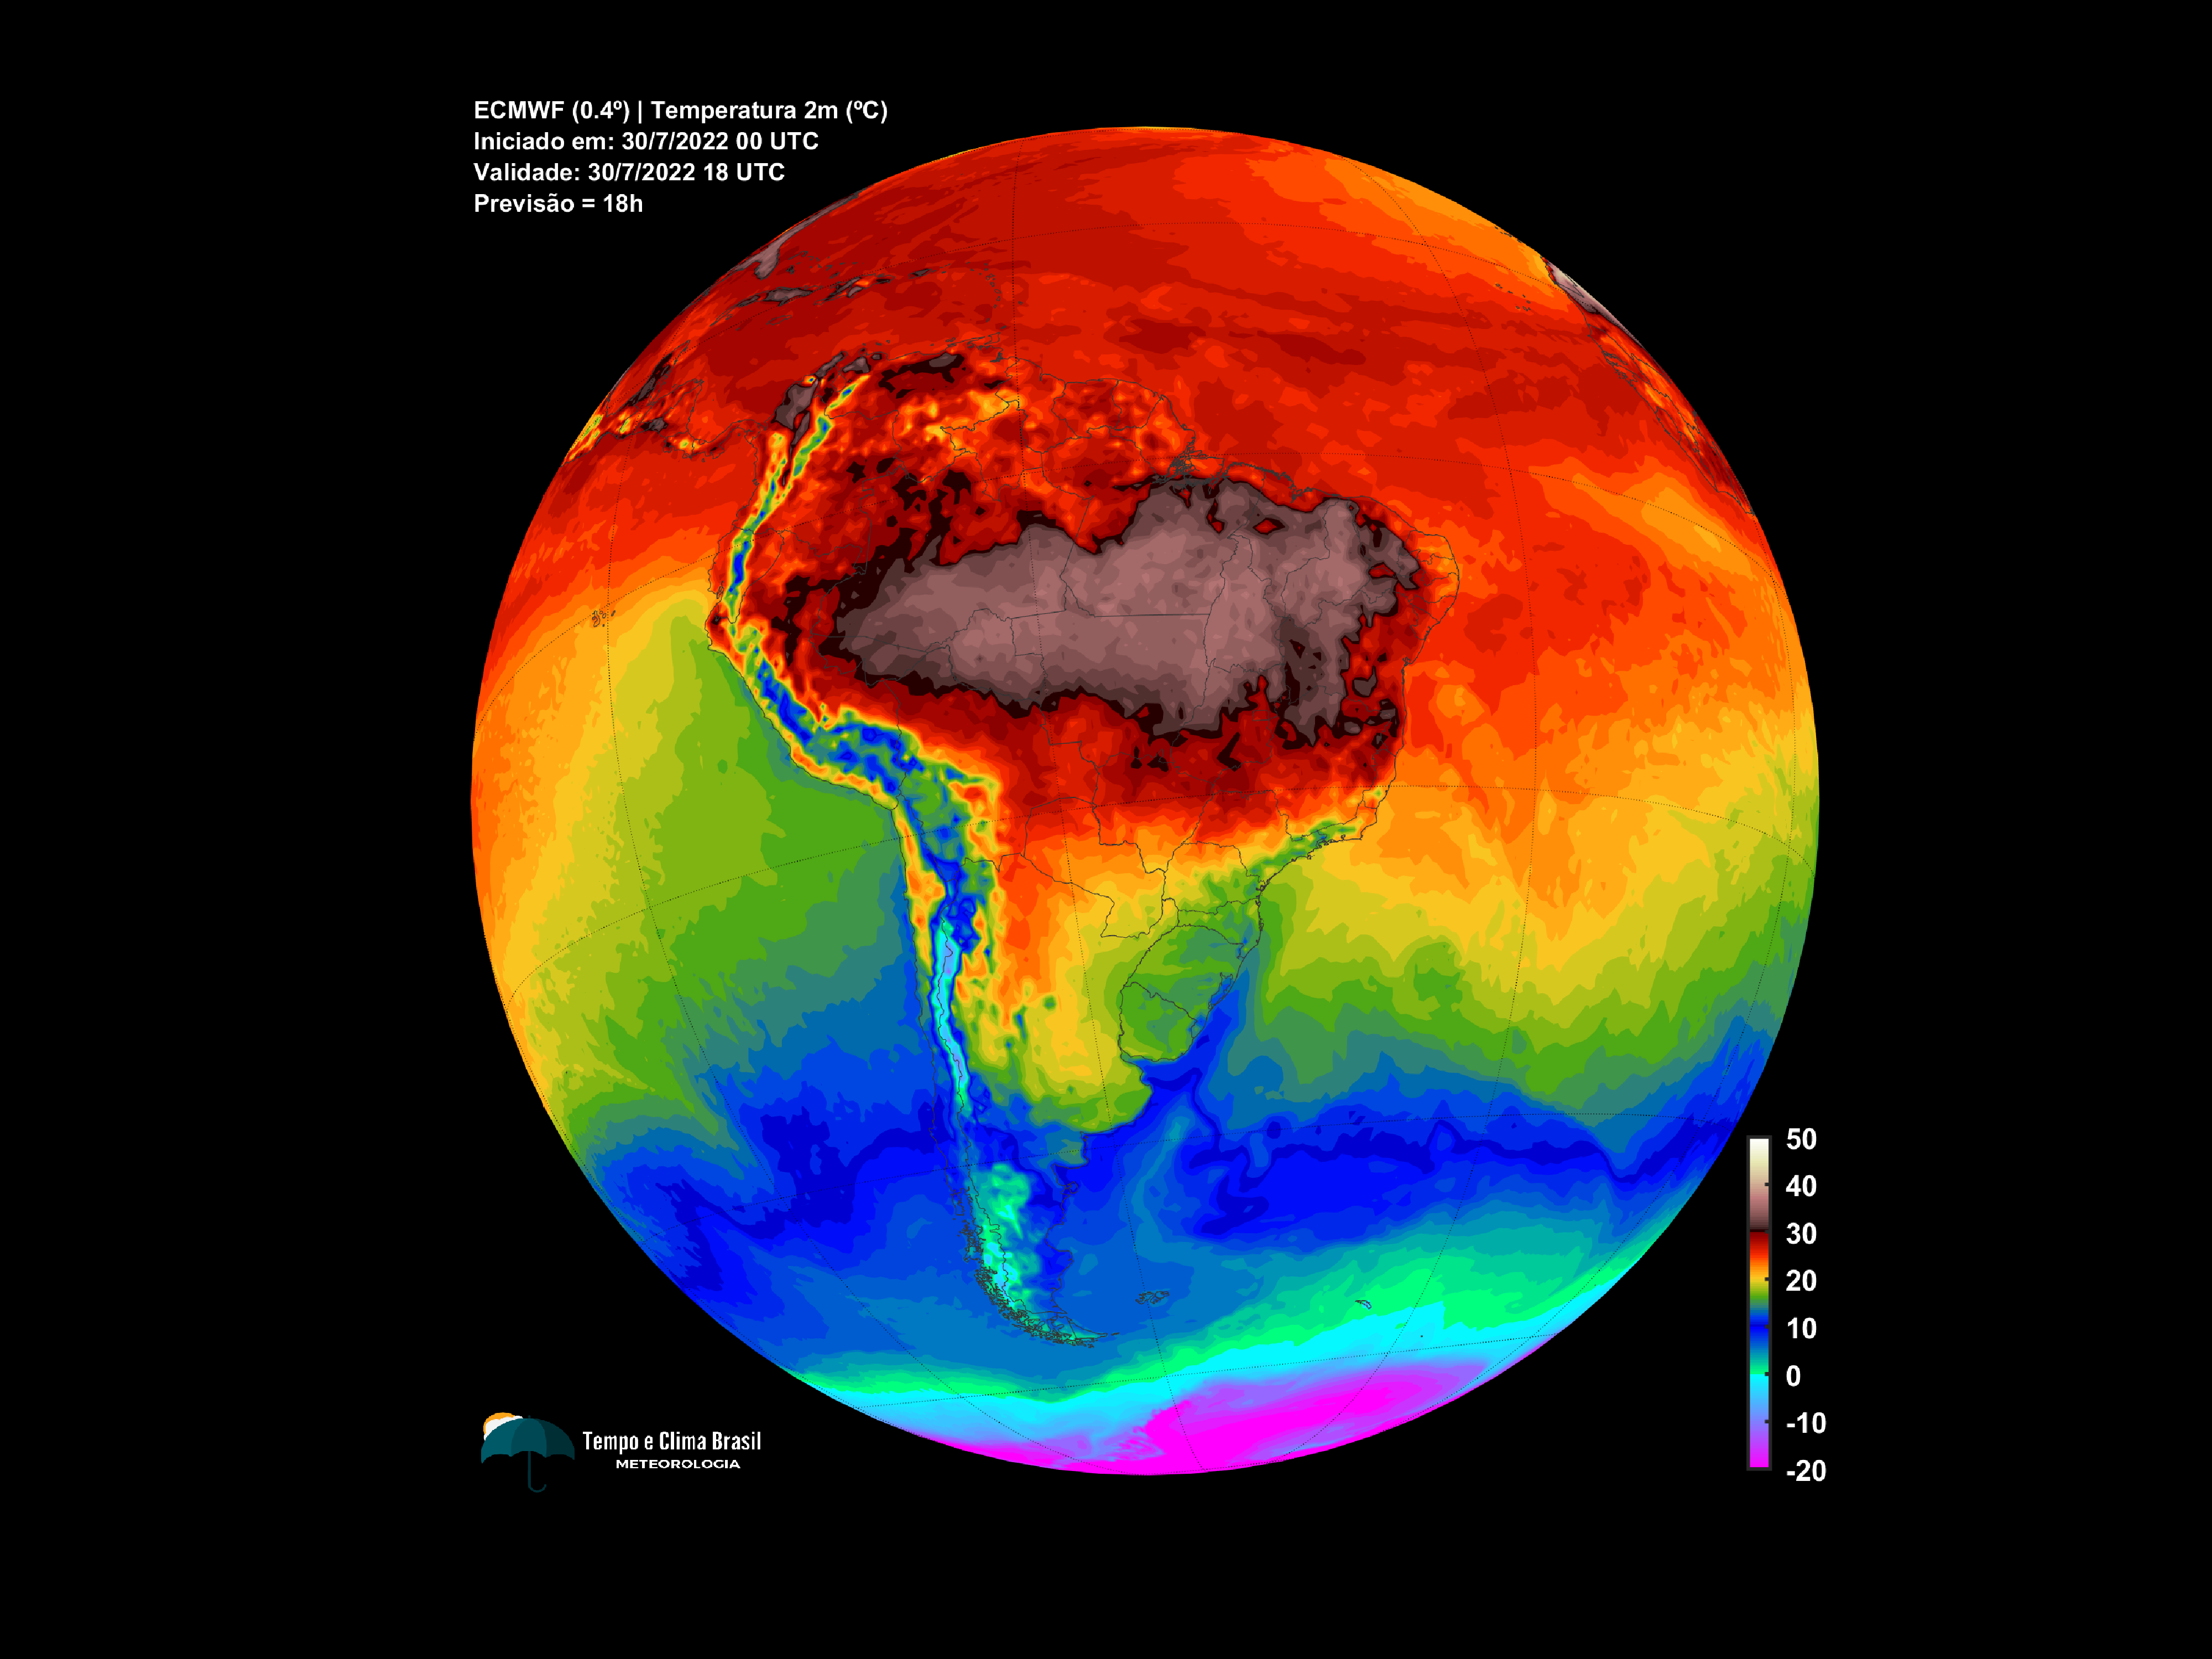 ECMWF (0.4º) | Temperatura 2m (ºC)
Iniciado em: 30/7/2022 00 UTC
Validade: 30/7/2022 18 UTC
Previsão = 18h
50
40
30
20
10
0
-10
-20
Tempo e Clima Brasil
METEOROLOGIA